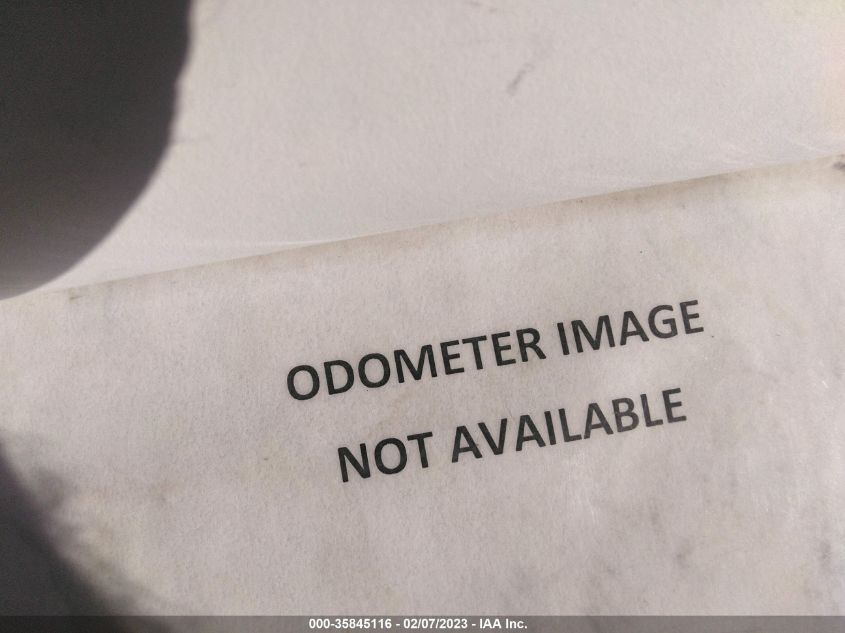 ODOMETER IMAGE
NOT AVAILABLE
000-35845116 - 02/07/2023 - IAA Inc.